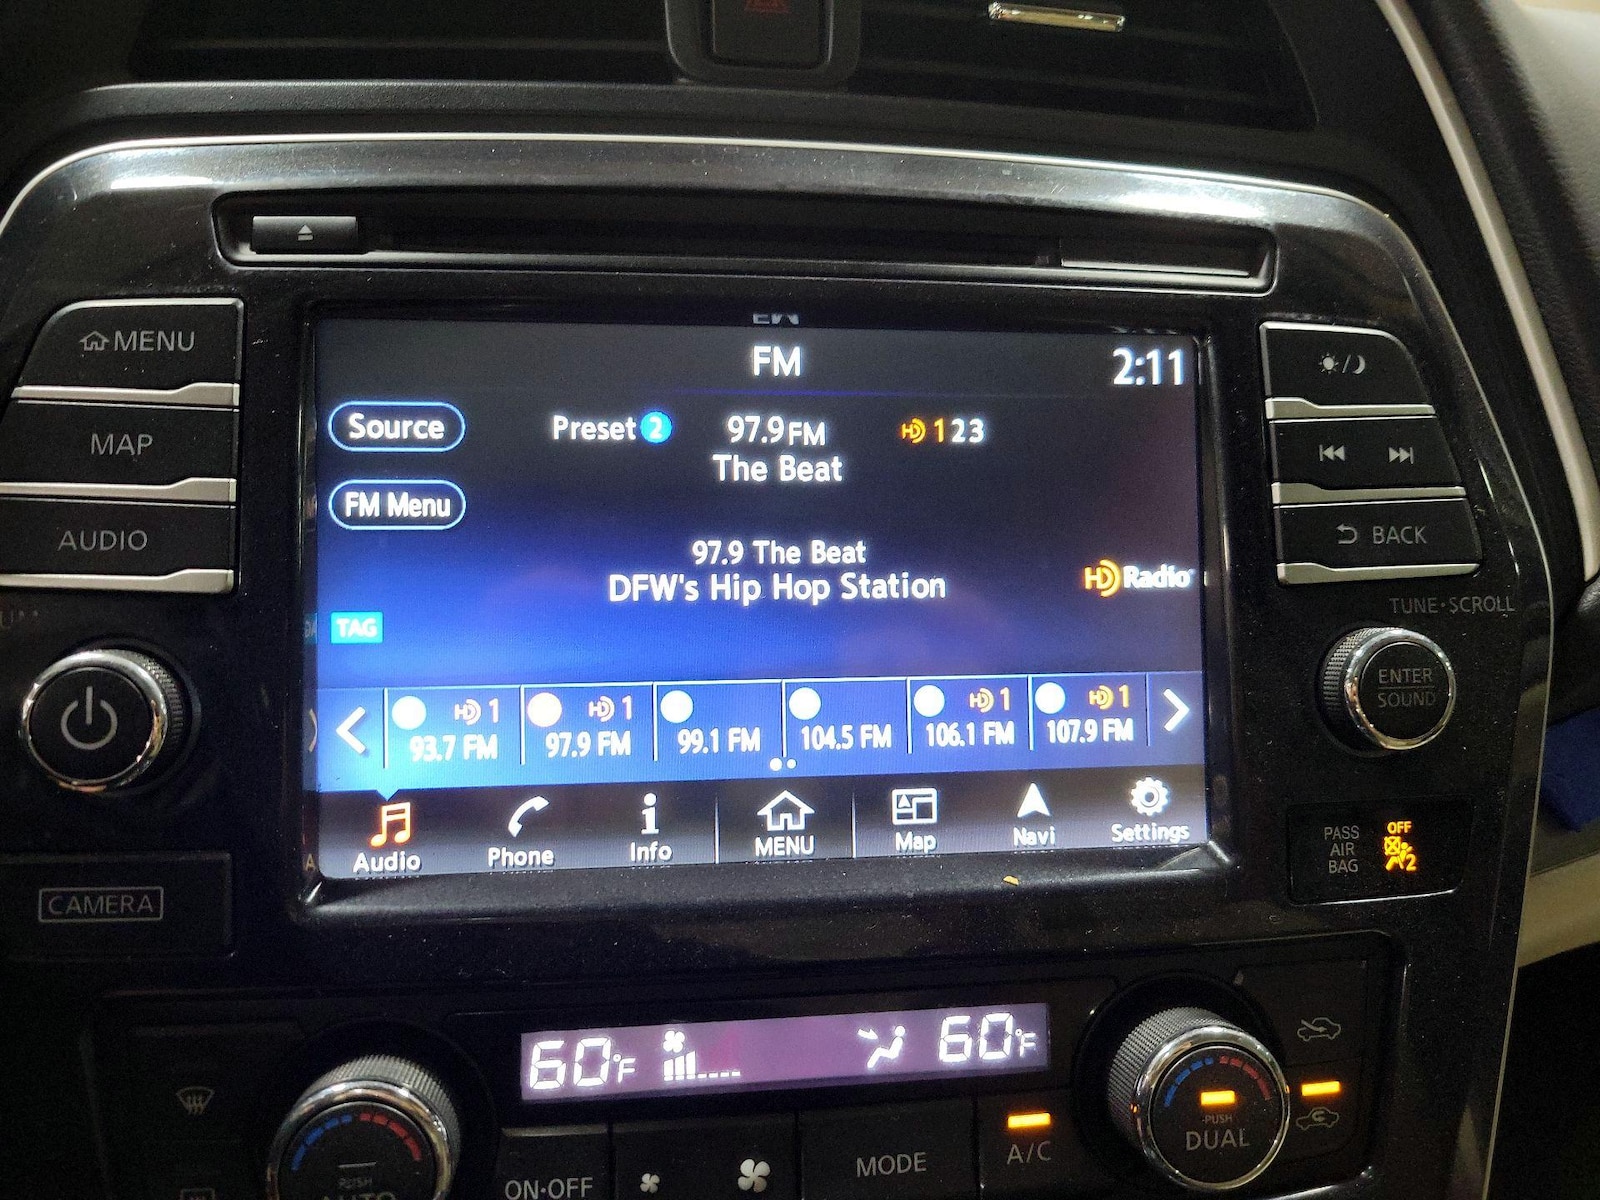 MENU
MAP
AUDIO
CAMERA
FM
2:11
Source
Preset 2
97.9 FM
HD 1 2 3
The Beat
FM Menu
97.9 The Beat
DFW's Hip Hop Station
HD Radio
TAG
HD 1
93.7 FM
HD 1
97.9 FM
99.1 FM
104.5 FM
HD 1
106.1 FM
HD 1
107.9 FM
Audio
Phone
Info
MENU
Map
Navi
Settings
BACK
TUNE·SCROLL
ENTER
SOUND
PASS
AIR
BAG
OFF
2
60°F
60°F
PUSH
AUTO
ON·OFF
MODE
A/C
PUSH
DUAL